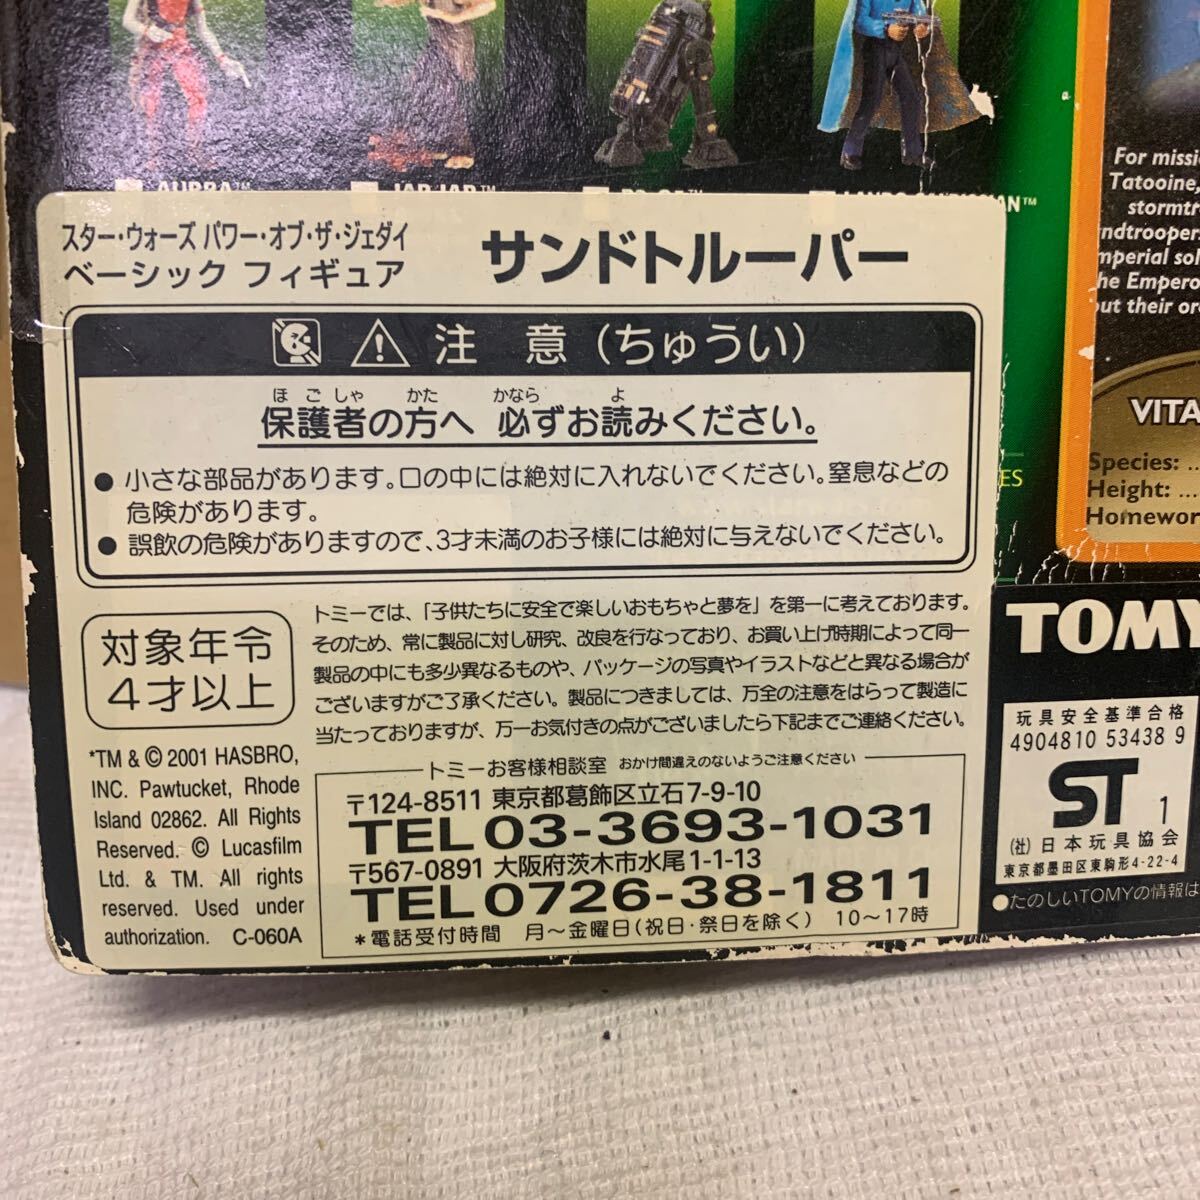 スター・ウォーズ パワー・オブ・ザ・ジェダイ
ベーシック フィギュア
サンドトルーパー
注 意 (ちゅうい)
ほごしゃ かた かなら よ
保護者の方へ 必ずお読みください。
● 小さな部品があります。口の中には絶対に入れないでください。窒息などの
危険があります。
● 誤飲の危険がありますので、3才未満のお子様には絶対に与えないでください。
対象年令
4才以上
トミーでは、「子供たちに安全で楽しいおもちゃと夢を」を第一に考えております。
そのため、常に製品に対し研究、改良を行なっており、お買い上げ時期によって同一
製品の中にも多少異なるものや、パッケージの写真やイラストなどと異なる場合が
ございますがご了承ください。製品につきましては、万全の注意をはらって製造に
当たっておりますが、万一お気付きの点がございましたら下記までご連絡ください。
*TM & © 2001 HASBRO,
INC. Pawtucket, Rhode
Island 02862. All Rights
Reserved. © Lucasfilm
Ltd. & TM. All rights
reserved. Used under
authorization. C-060A
トミーお客様相談室 おかけ間違えのないようご注意ください
〒124-8511 東京都葛飾区立石7-9-10
TEL 03-3693-1031
〒567-0891 大阪府茨木市水尾1-1-13
TEL 0726-38-1811
*電話受付時間 月〜金曜日(祝日・祭日を除く) 10〜17時
For missi
Tatooine,
stormtr
ndtrooper
mperial sol
he Empero
out their or
VITA
Species: ...
Height: ...
Homewor
ES
TOMY
玩具安全基準合格
4904810 53438 9
ST 1
(社)日本玩具協会
東京都墨田区東駒形4-22-4
●たのしいTOMYの情報は